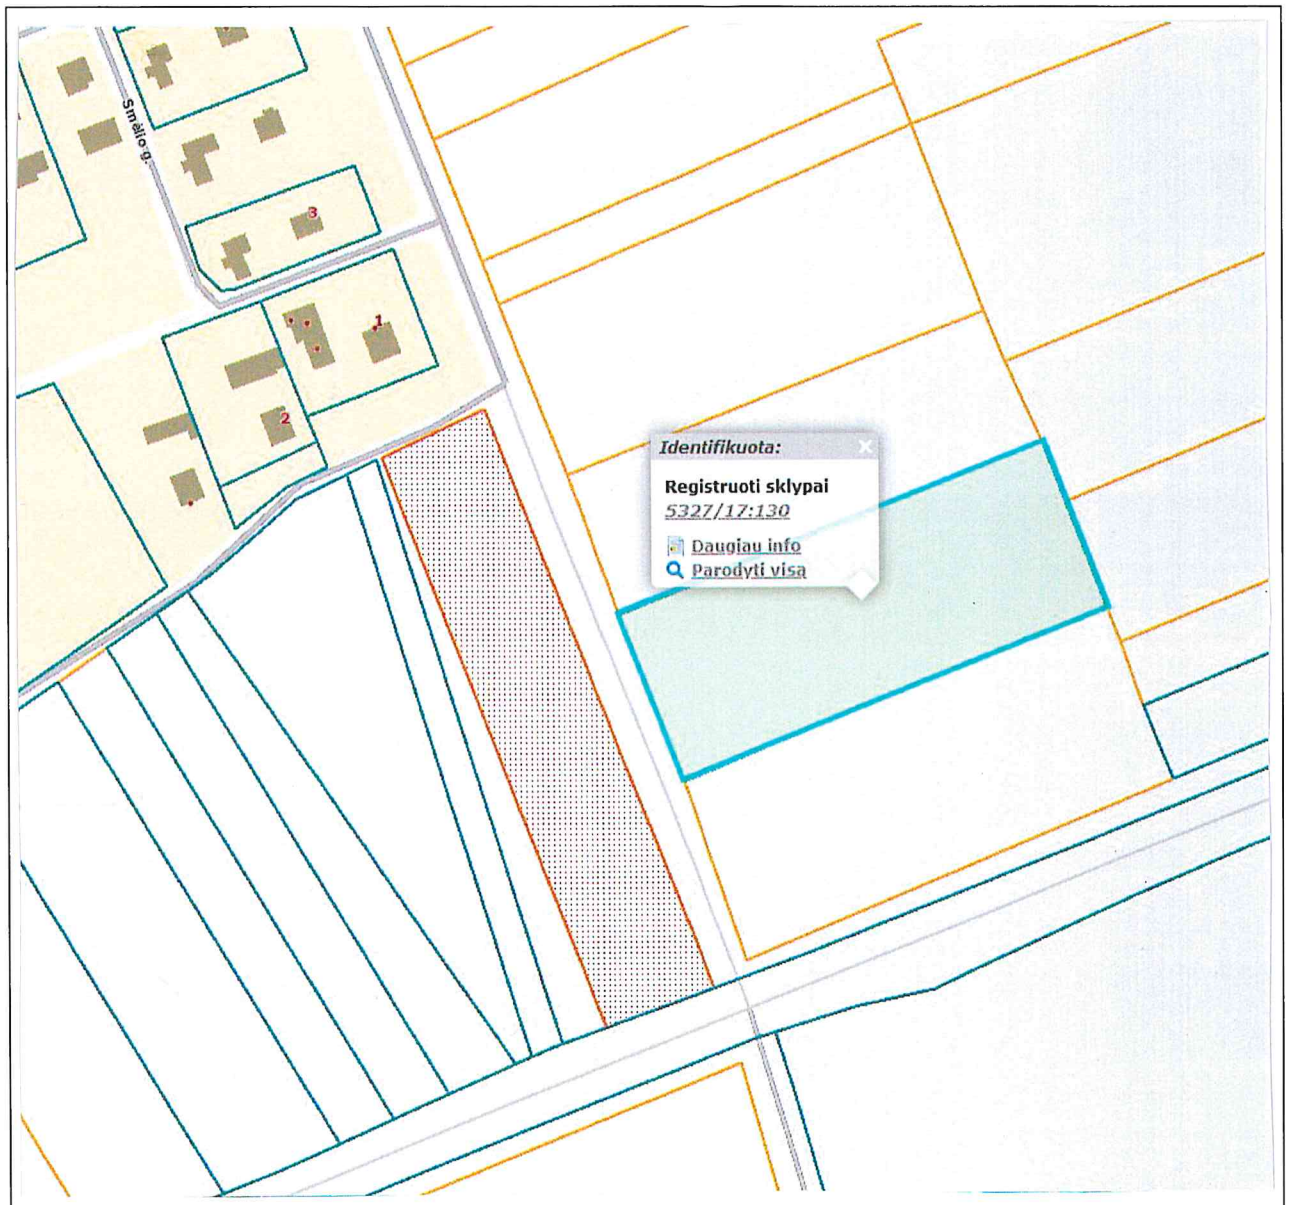 Smėlio g.
3
1
2
Identifikuota:
Registruoti sklypai
5327/17:130
Daugiau info
Parodyti visą